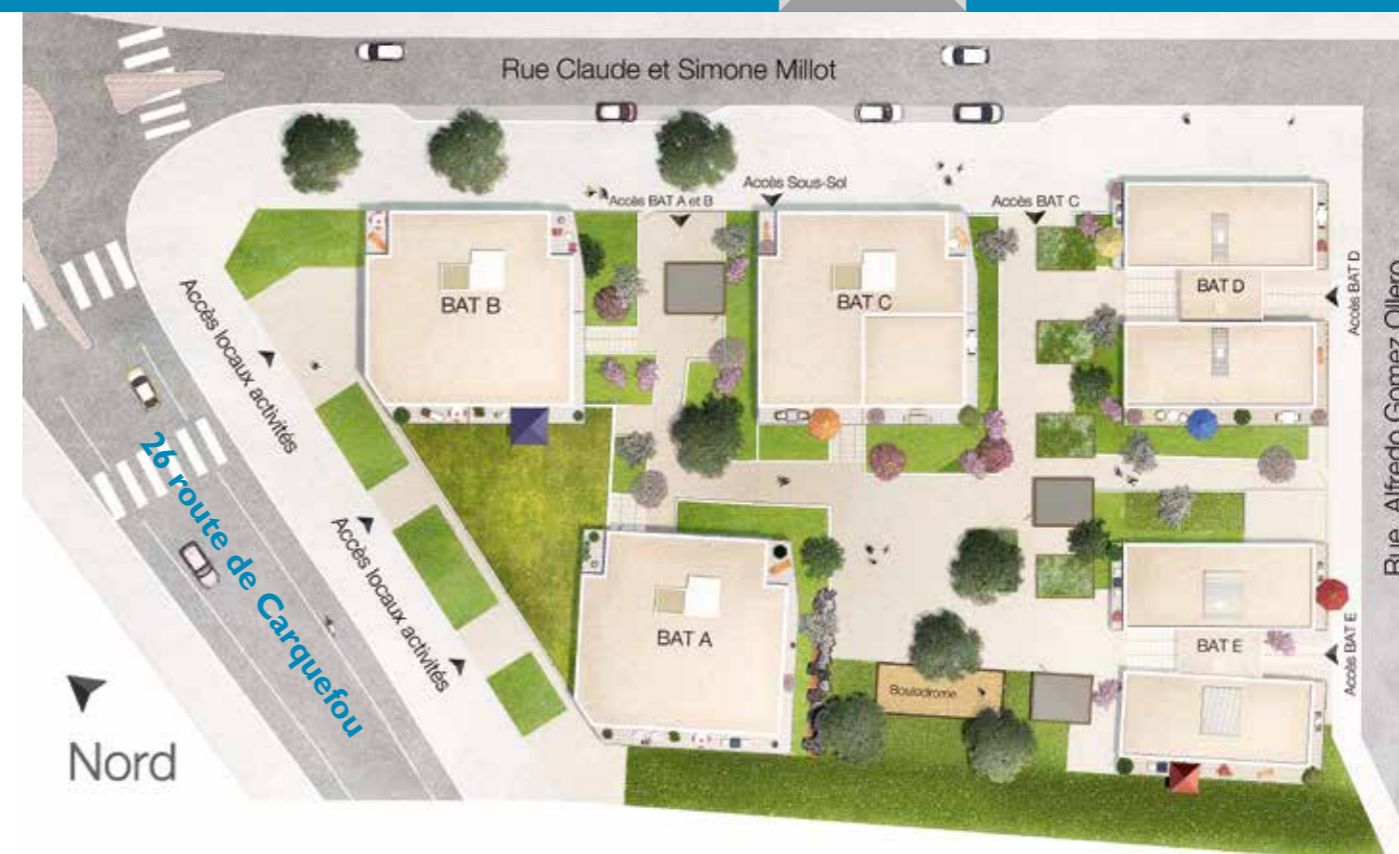 Rue Claude et Simone Millot
Accès BAT A et B
Accès Sous-Sol
Accès BAT C
BAT B
BAT C
BAT D
Accès BAT D
Rue Alfredo Gomez Ollero
Accès locaux activités
26 route de Carquefou
Accès locaux activités
BAT A
BAT E
Accès BAT E
Boulodrome
Nord